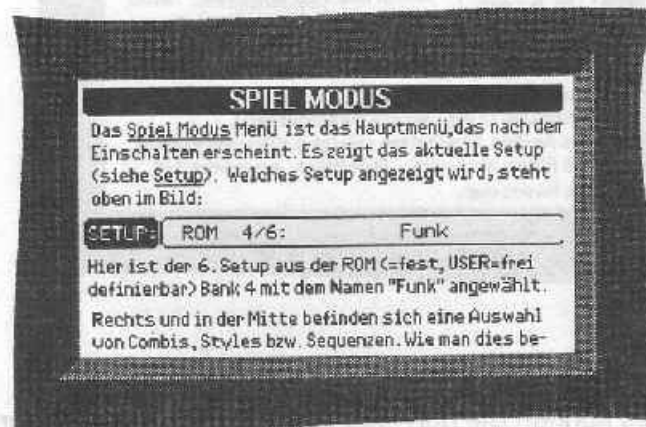 SPIEL MODUS
Das Spiel Modus Menü ist das Hauptmenü,das nach dem
Einschalten erscheint. Es zeigt das aktuelle Setup
(siehe Setup). Welches Setup angezeigt wird, steht
oben im Bild:
SETUP: ROM 4/6: Funk
Hier ist der 6. Setup aus der ROM (=fest, USER=frei
definierbar) Bank 4 mit dem Namen "Funk" angewählt.
Rechts und in der Mitte befinden sich eine Auswahl
von Combis, Styles bzw. Sequenzen. Wie man dies be-